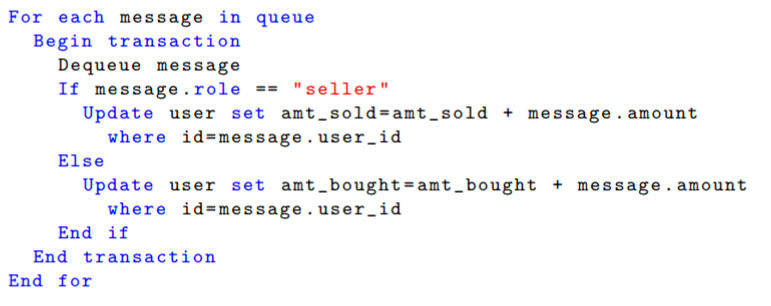 For each message in queue
Begin transaction
Dequeue message
If message.role == "seller"
Update user set amt_sold=amt_sold + message.amount
where id=message.user_id
Else
Update user set amt_bought=amt_bought + message.amount
where id=message.user_id
End if
End transaction
End for